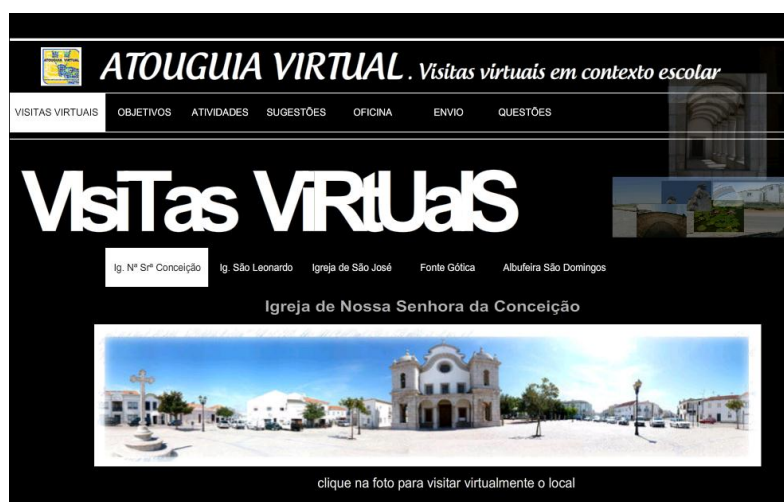 ATOUGUIA VIRTUAL . Visitas virtuais em contexto escolar
VISITAS VIRTUAIS OBJETIVOS ATIVIDADES SUGESTÕES OFICINA ENVIO QUESTÕES
VIsiTas ViRtUaIS
Ig. Nª Srª Conceição Ig. São Leonardo Igreja de São José Fonte Gótica Albufeira São Domingos
Igreja de Nossa Senhora da Conceição
clique na foto para visitar virtualmente o local